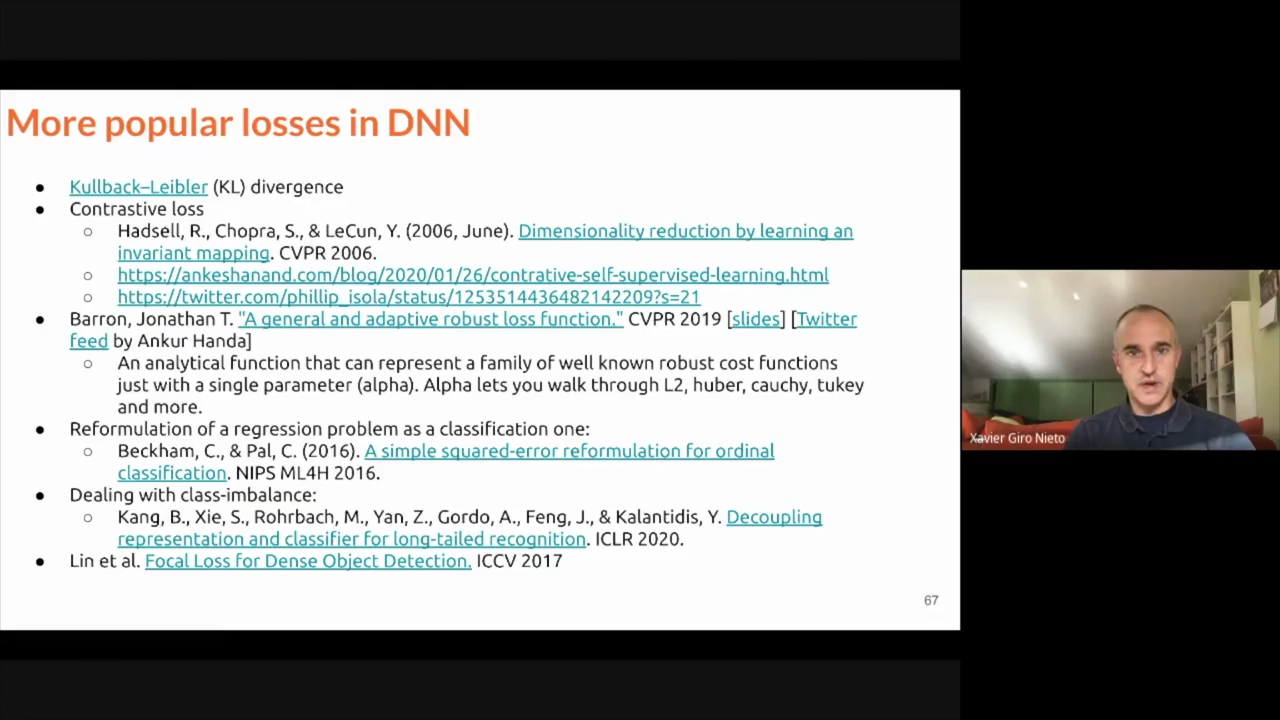 More popular losses in DNN
● Kullback–Leibler (KL) divergence
● Contrastive loss
○ Hadsell, R., Chopra, S., & LeCun, Y. (2006, June). Dimensionality reduction by learning an
invariant mapping. CVPR 2006.
○ https://ankeshanand.com/blog/2020/01/26/contrative-self-supervised-learning.html
○ https://twitter.com/phillip_isola/status/1253514436482142209?s=21
● Barron, Jonathan T. "A general and adaptive robust loss function." CVPR 2019 [slides] [Twitter
feed by Ankur Handa]
○ An analytical function that can represent a family of well known robust cost functions
just with a single parameter (alpha). Alpha lets you walk through L2, huber, cauchy, tukey
and more.
● Reformulation of a regression problem as a classification one:
○ Beckham, C., & Pal, C. (2016). A simple squared-error reformulation for ordinal
classification. NIPS ML4H 2016.
● Dealing with class-imbalance:
○ Kang, B., Xie, S., Rohrbach, M., Yan, Z., Gordo, A., Feng, J., & Kalantidis, Y. Decoupling
representation and classifier for long-tailed recognition. ICLR 2020.
● Lin et al. Focal Loss for Dense Object Detection. ICCV 2017
67
Xavier Giro Nieto